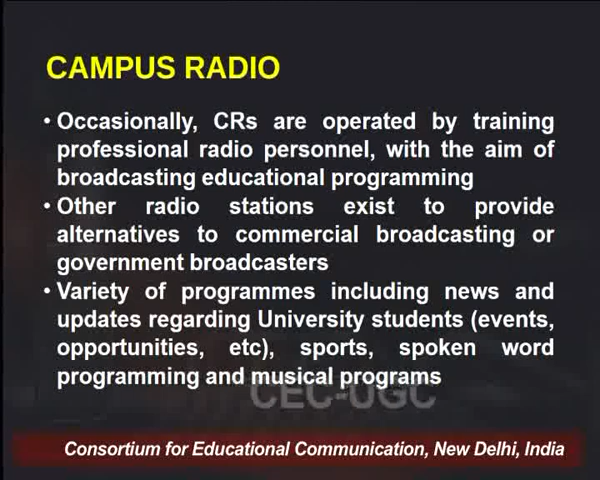 CAMPUS RADIO
• Occasionally, CRs are operated by training
professional radio personnel, with the aim of
broadcasting educational programming
• Other radio stations exist to provide
alternatives to commercial broadcasting or
government broadcasters
• Variety of programmes including news and
updates regarding University students (events,
opportunities, etc), sports, spoken word
programming and musical programs
CEC-UGC
Consortium for Educational Communication, New Delhi, India